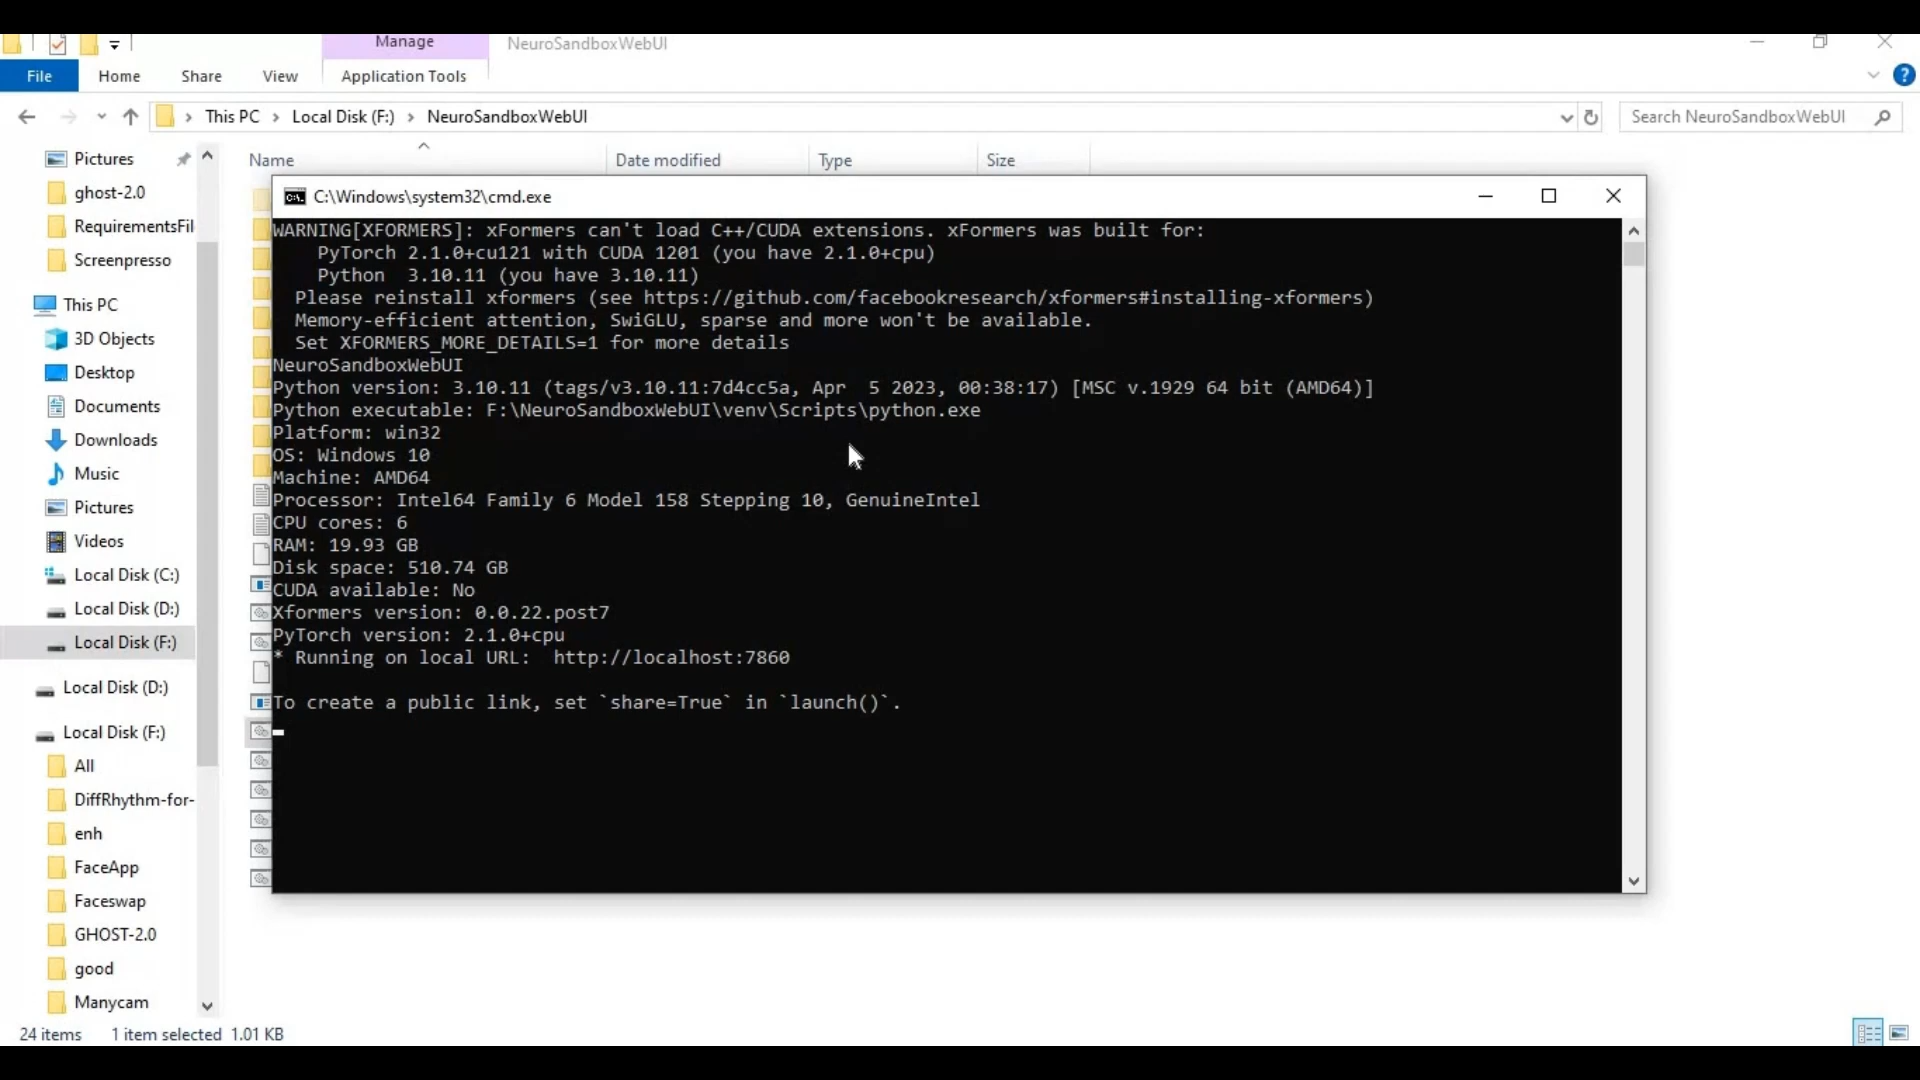 Manage
NeuroSandboxWebUI
File
Home
Share
View
Application Tools
This PC
Local Disk (F:)
NeuroSandboxWebUI
Search NeuroSandboxWebUI
Name
Date modified
Type
Size
Pictures
ghost-2.0
RequirementsFil
Screenpresso
This PC
3D Objects
Desktop
Documents
Downloads
Music
Pictures
Videos
Local Disk (C:)
Local Disk (D:)
Local Disk (F:)
Local Disk (D:)
Local Disk (F:)
All
DiffRhythm-for-
enh
FaceApp
Faceswap
GHOST-2.0
good
Manycam
C:\Windows\system32\cmd.exe
WARNING[XFORMERS]: xFormers can't load C++/CUDA extensions. xFormers was built for:
PyTorch 2.1.0+cu121 with CUDA 1201 (you have 2.1.0+cpu)
Python  3.10.11 (you have 3.10.11)
Please reinstall xformers (see https://github.com/facebookresearch/xformers#installing-xformers)
Memory-efficient attention, SwiGLU, sparse and more won't be available.
Set XFORMERS_MORE_DETAILS=1 for more details
NeuroSandboxWebUI
Python version: 3.10.11 (tags/v3.10.11:7d4cc5a, Apr  5 2023, 00:38:17) [MSC v.1929 64 bit (AMD64)]
Python executable: F:\NeuroSandboxWebUI\venv\Scripts\python.exe
Platform: win32
OS: Windows 10
Machine: AMD64
Processor: Intel64 Family 6 Model 158 Stepping 10, GenuineIntel
CPU cores: 6
RAM: 19.93 GB
Disk space: 510.74 GB
CUDA available: No
Xformers version: 0.0.22.post7
PyTorch version: 2.1.0+cpu
* Running on local URL:  http://localhost:7860
To create a public link, set `share=True` in `launch()`.
24 items
1 item selected 1.01 KB